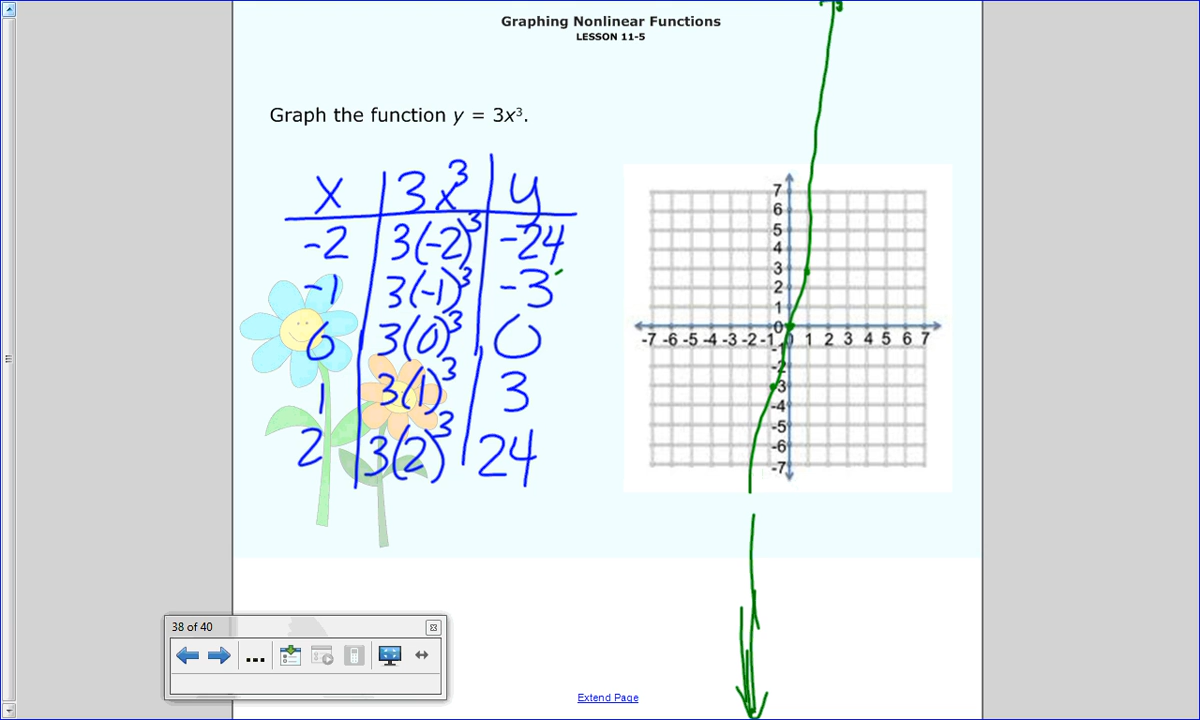 Graphing Nonlinear Functions
LESSON 11-5
Graph the function y = 3x³.
x 3x³ y
-2 3(-2)³ -24
-1 3(-1)³ -3
0 3(0)³ 0
1 3(1)³ 3
2 3(2)³ 24
7
6
5
4
3
2
1
0
-7 -6 -5 -4 -3 -2 -1 0 1 2 3 4 5 6 7
-1
-2
-3
-4
-5
-6
-7
38 of 40
...
Extend Page